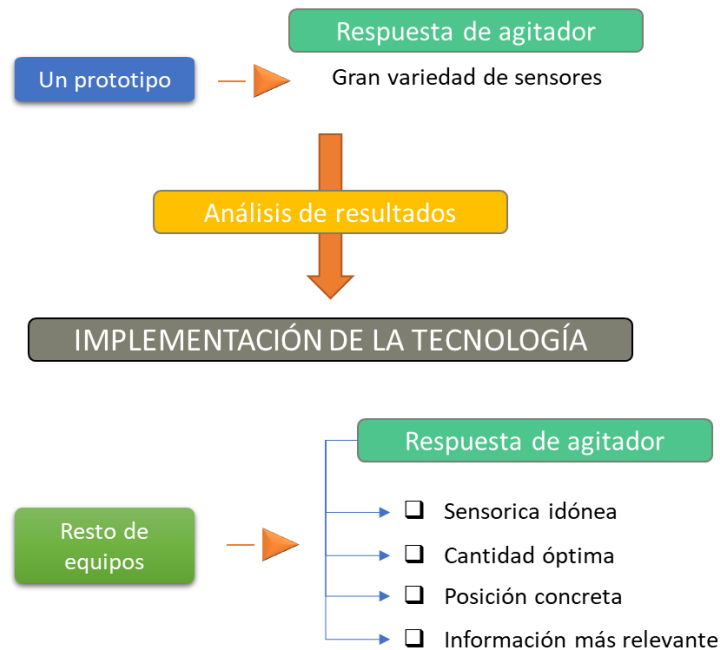 Respuesta de agitador
Un prototipo
Gran variedad de sensores
Análisis de resultados
IMPLEMENTACIÓN DE LA TECNOLOGÍA
Respuesta de agitador
Resto de
equipos
Sensorica idónea
Cantidad óptima
Posición concreta
Información más relevante